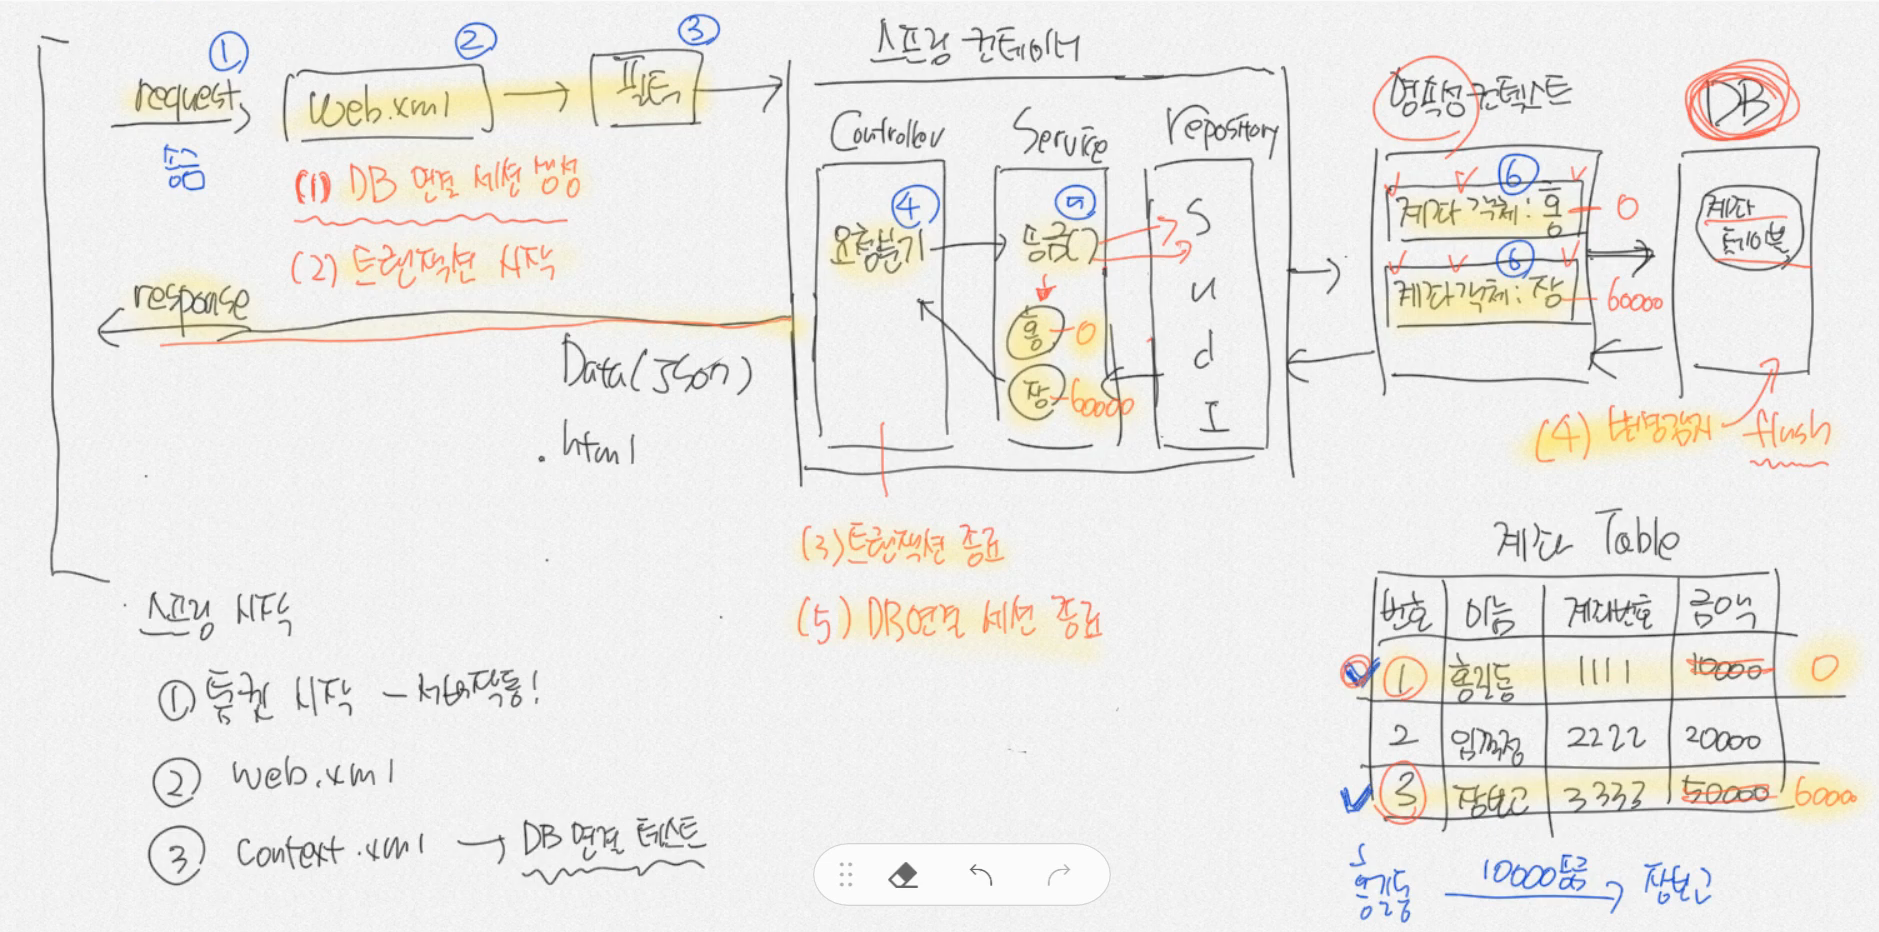 ① ② ③
request
송금
web.xml
필터
(1) DB 연결 세션 생성
(2) 트랜잭션 시작
response
Data(JSON)
html
스프링 컨테이너
Controller
Service
repository
④
요청분기
⑤
송금()
홍 0
장 60000
S
u
d
I
영속성 컨텍스트
⑥
계좌 객체 : 홍 0
⑥
계좌 객체 : 장 60000
DB
계좌
테이블
(4) 변경감지 flush
(3) 트랜잭션 종료
(5) DB연결 세션 종료
스프링 시작
① 톰켓 시작 - 서버작동!
② web.xml
③ context.xml → DB 연결 테스트
계좌 Table
번호 이름 계좌번호 금액
1 홍길동 1111 10000 0
2 임꺽정 2222 20000
3 장보고 3333 50000 60000
홍길동 10000송금 장보고